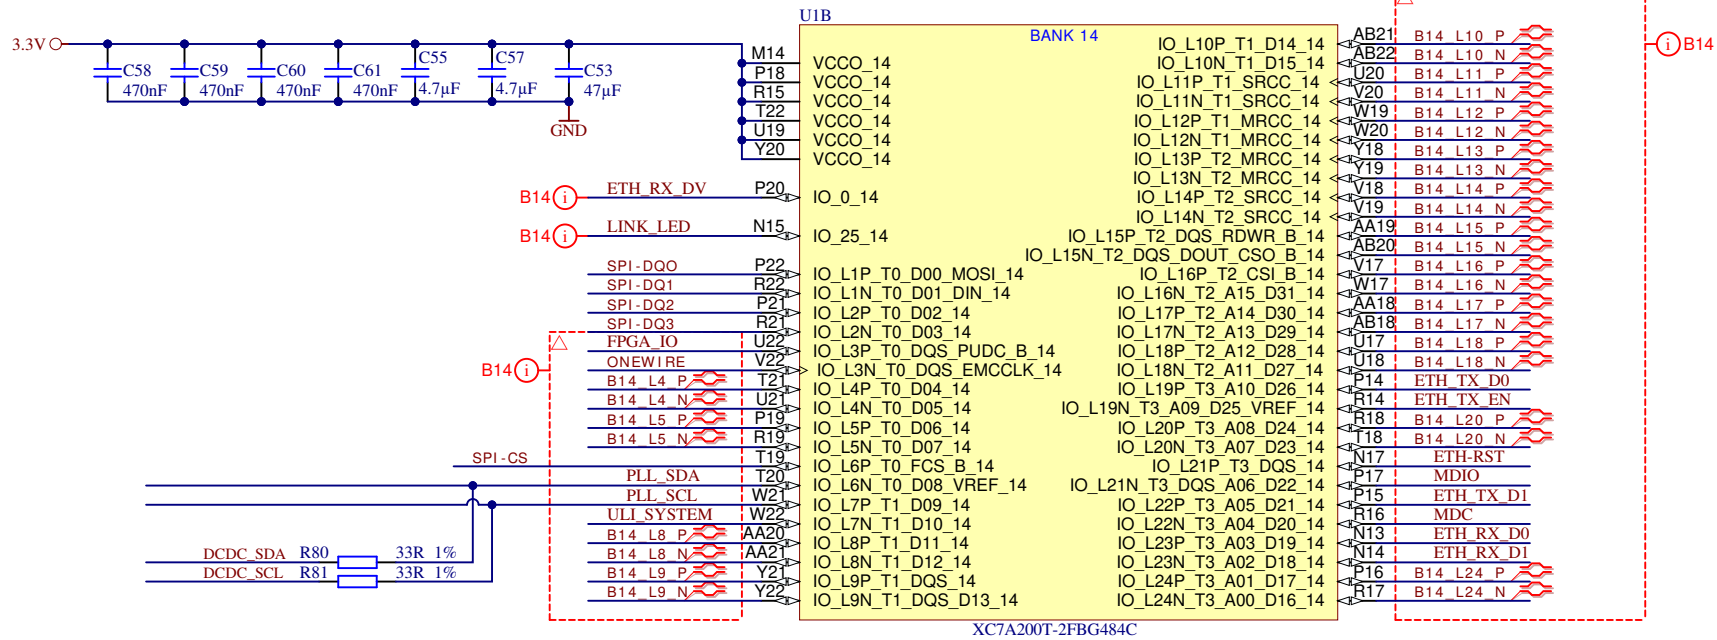 U1B
BANK 14
3.3V
C58 470nF
C59 470nF
C60 470nF
C61 470nF
C55 4.7µF
C57 4.7µF
C53 47µF
GND
M14 VCCO_14
P18 VCCO_14
R15 VCCO_14
T22 VCCO_14
U19 VCCO_14
Y20 VCCO_14
B14 i ETH_RX_DV P20 IO_0_14
B14 i LINK_LED N15 IO_25_14
SPI-DQ0 P22 IO_L1P_T0_D00_MOSI_14
SPI-DQ1 R22 IO_L1N_T0_D01_DIN_14
SPI-DQ2 P21 IO_L2P_T0_D02_14
SPI-DQ3 R21 IO_L2N_T0_D03_14
FPGA_IO U22 IO_L3P_T0_DQS_PUDC_B_14
B14 i
ONEWIRE V22 IO_L3N_T0_DQS_EMCCLK_14
B14_L4_P T21 IO_L4P_T0_D04_14
B14_L4_N U21 IO_L4N_T0_D05_14
B14_L5_P P19 IO_L5P_T0_D06_14
B14_L5_N R19 IO_L5N_T0_D07_14
SPI-CS T19 IO_L6P_T0_FCS_B_14
PLL_SDA T20 IO_L6N_T0_D08_VREF_14
PLL_SCL W21 IO_L7P_T1_D09_14
ULI_SYSTEM W22 IO_L7N_T1_D10_14
B14_L8_P AA20 IO_L8P_T1_D11_14
B14_L8_N AA21 IO_L8N_T1_D12_14
B14_L9_P Y21 IO_L9P_T1_DQS_14
B14_L9_N Y22 IO_L9N_T1_DQS_D13_14
DCDC_SDA R80 33R 1%
DCDC_SCL R81 33R 1%
IO_L10P_T1_D14_14 AB21 B14_L10_P
i B14
IO_L10N_T1_D15_14 AB22 B14_L10_N
IO_L11P_T1_SRCC_14 U20 B14_L11_P
IO_L11N_T1_SRCC_14 V20 B14_L11_N
IO_L12P_T1_MRCC_14 W19 B14_L12_P
IO_L12N_T1_MRCC_14 W20 B14_L12_N
IO_L13P_T2_MRCC_14 Y18 B14_L13_P
IO_L13N_T2_MRCC_14 Y19 B14_L13_N
IO_L14P_T2_SRCC_14 V18 B14_L14_P
IO_L14N_T2_SRCC_14 V19 B14_L14_N
IO_L15P_T2_DQS_RDWR_B_14 AA19 B14_L15_P
IO_L15N_T2_DQS_DOUT_CSO_B_14 AB20 B14_L15_N
IO_L16P_T2_CSI_B_14 V17 B14_L16_P
IO_L16N_T2_A15_D31_14 W17 B14_L16_N
IO_L17P_T2_A14_D30_14 AA18 B14_L17_P
IO_L17N_T2_A13_D29_14 AB18 B14_L17_N
IO_L18P_T2_A12_D28_14 U17 B14_L18_P
IO_L18N_T2_A11_D27_14 U18 B14_L18_N
IO_L19P_T3_A10_D26_14 P14 ETH_TX_D0
IO_L19N_T3_A09_D25_VREF_14 R14 ETH_TX_EN
IO_L20P_T3_A08_D24_14 R18 B14_L20_P
IO_L20N_T3_A07_D23_14 T18 B14_L20_N
IO_L21P_T3_DQS_14 N17 ETH-RST
IO_L21N_T3_DQS_A06_D22_14 P17 MDIO
IO_L22P_T3_A05_D21_14 P15 ETH_TX_D1
IO_L22N_T3_A04_D20_14 R16 MDC
IO_L23P_T3_A03_D19_14 N13 ETH_RX_D0
IO_L23N_T3_A02_D18_14 N14 ETH_RX_D1
IO_L24P_T3_A01_D17_14 P16 B14_L24_P
IO_L24N_T3_A00_D16_14 R17 B14_L24_N
XC7A200T-2FBG484C